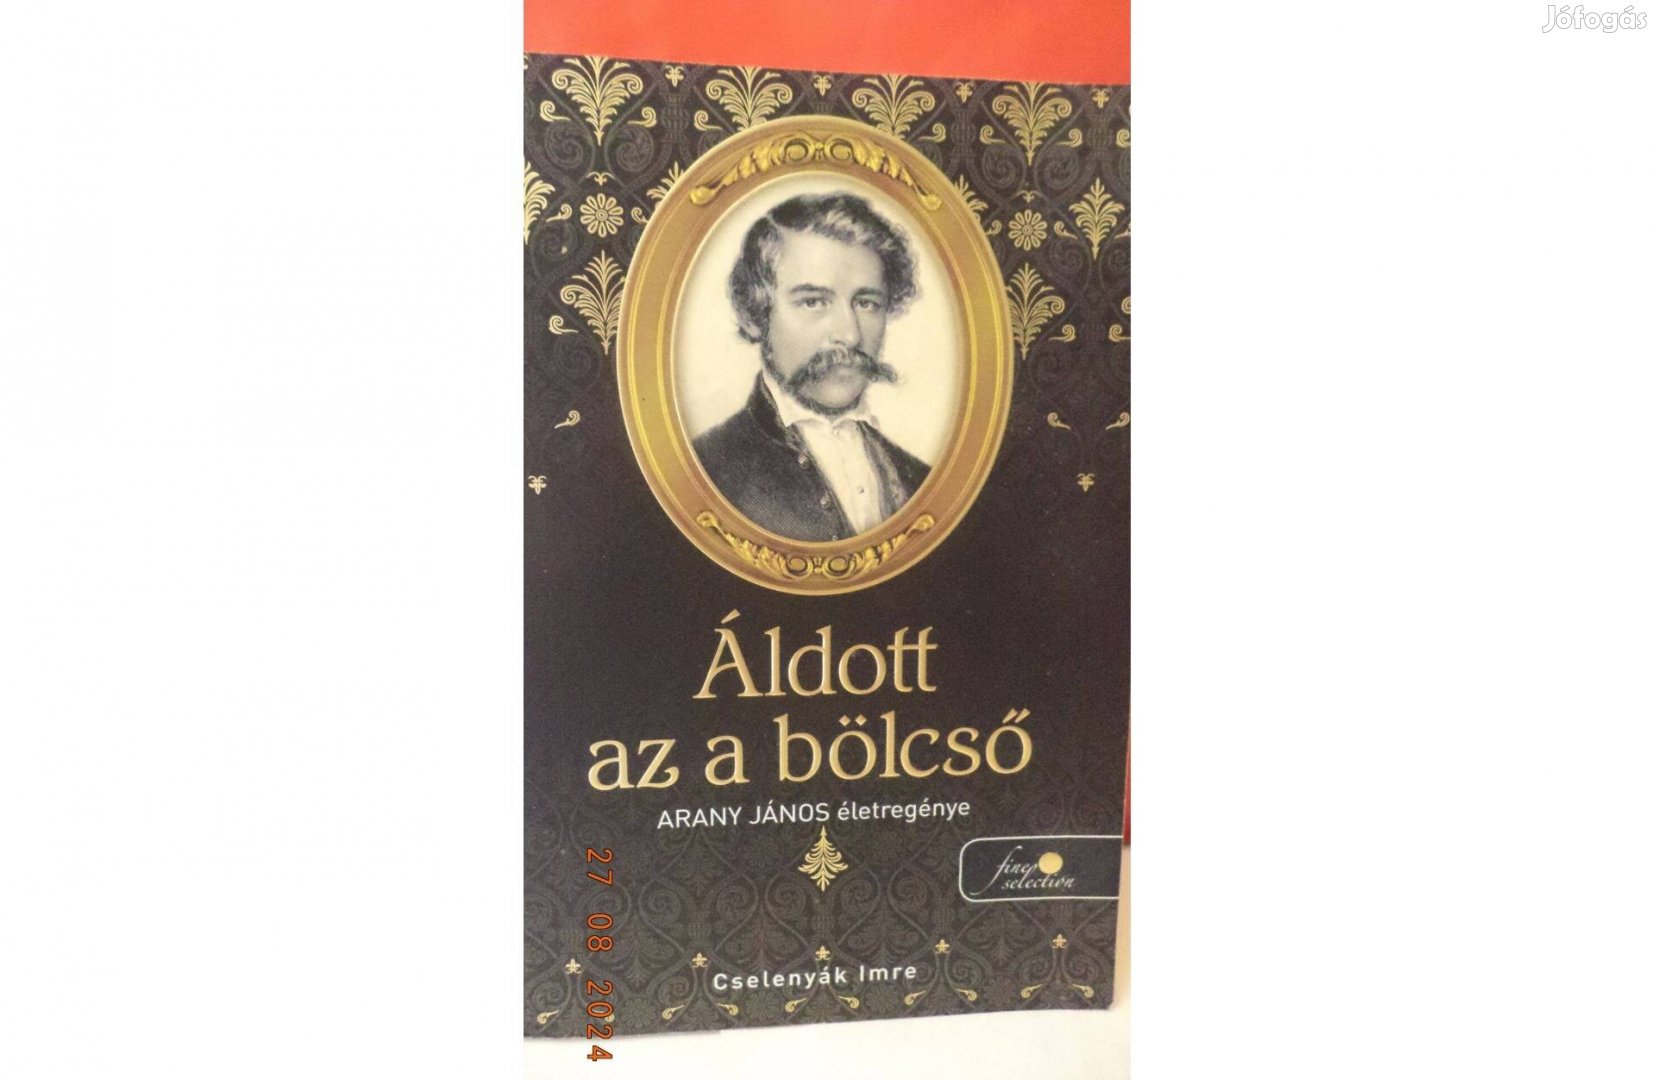 Jófogás
Áldott
az a bölcső
ARANY JÁNOS életregénye
fine
selection
Cselenyák Imre
27 08 2024